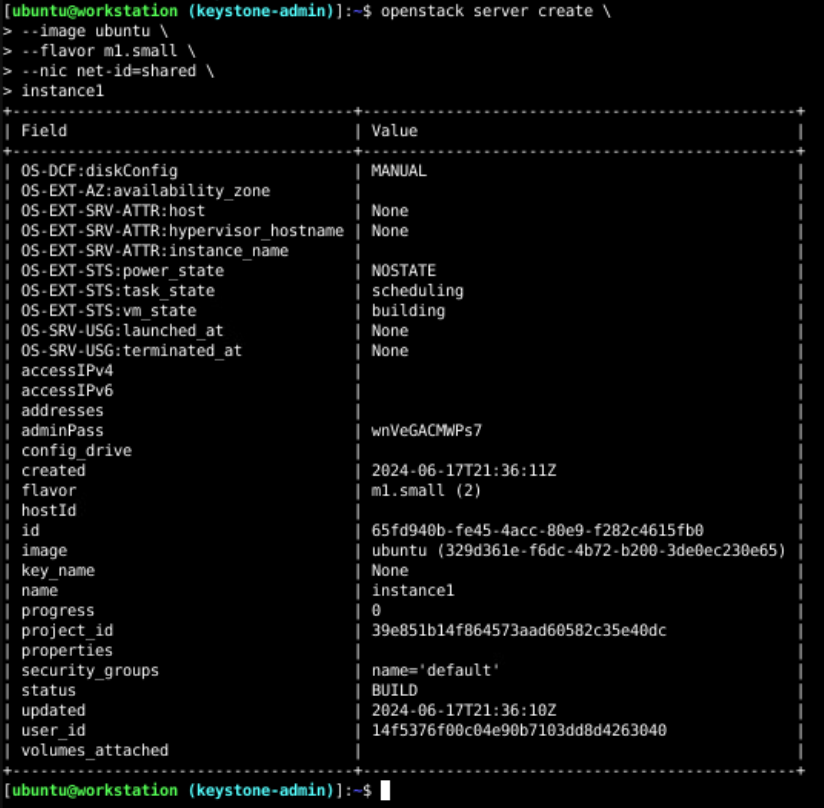 [ubuntu@workstation (keystone-admin)]:~$ openstack server create \
> --image ubuntu \
> --flavor m1.small \
> --nic net-id=shared \
> instance1
+-------------------------------------+------------------------------------------------+
| Field                               | Value                                          |
+-------------------------------------+------------------------------------------------+
| OS-DCF:diskConfig                   | MANUAL                                         |
| OS-EXT-AZ:availability_zone         |                                                |
| OS-EXT-SRV-ATTR:host                | None                                           |
| OS-EXT-SRV-ATTR:hypervisor_hostname | None                                           |
| OS-EXT-SRV-ATTR:instance_name       |                                                |
| OS-EXT-STS:power_state              | NOSTATE                                        |
| OS-EXT-STS:task_state               | scheduling                                     |
| OS-EXT-STS:vm_state                 | building                                       |
| OS-SRV-USG:launched_at              | None                                           |
| OS-SRV-USG:terminated_at            | None                                           |
| accessIPv4                          |                                                |
| accessIPv6                          |                                                |
| addresses                           |                                                |
| adminPass                           | wnVeGACMWPs7                                   |
| config_drive                        |                                                |
| created                             | 2024-06-17T21:36:11Z                           |
| flavor                              | m1.small (2)                                   |
| hostId                              |                                                |
| id                                  | 65fd940b-fe45-4acc-80e9-f282c4615fb0           |
| image                               | ubuntu (329d361e-f6dc-4b72-b200-3de0ec230e65) |
| key_name                            | None                                           |
| name                                | instance1                                      |
| progress                            | 0                                              |
| project_id                          | 39e851b14f864573aad60582c35e40dc               |
| properties                          |                                                |
| security_groups                     | name='default'                                 |
| status                              | BUILD                                          |
| updated                             | 2024-06-17T21:36:10Z                           |
| user_id                             | 14f5376f00c04e90b7103dd8d4263040               |
| volumes_attached                    |                                                |
+-------------------------------------+------------------------------------------------+
[ubuntu@workstation (keystone-admin)]:~$